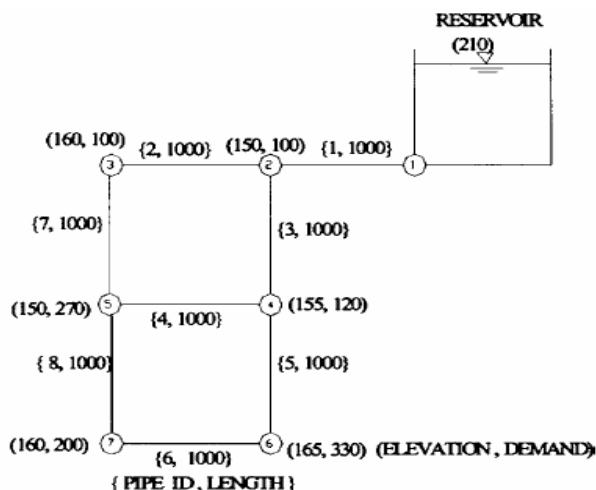 RESERVOIR
(210)
(160, 100) {2, 1000} (150, 100) {1, 1000}
3 2 1
{7, 1000} {3, 1000}
(150, 270) 5 {4, 1000} 4 (155, 120)
{8, 1000} {5, 1000}
(160, 200) 7 {6, 1000} 6 (165, 330) (ELEVATION, DEMAND)
{ PIPE ID, LENGTH }